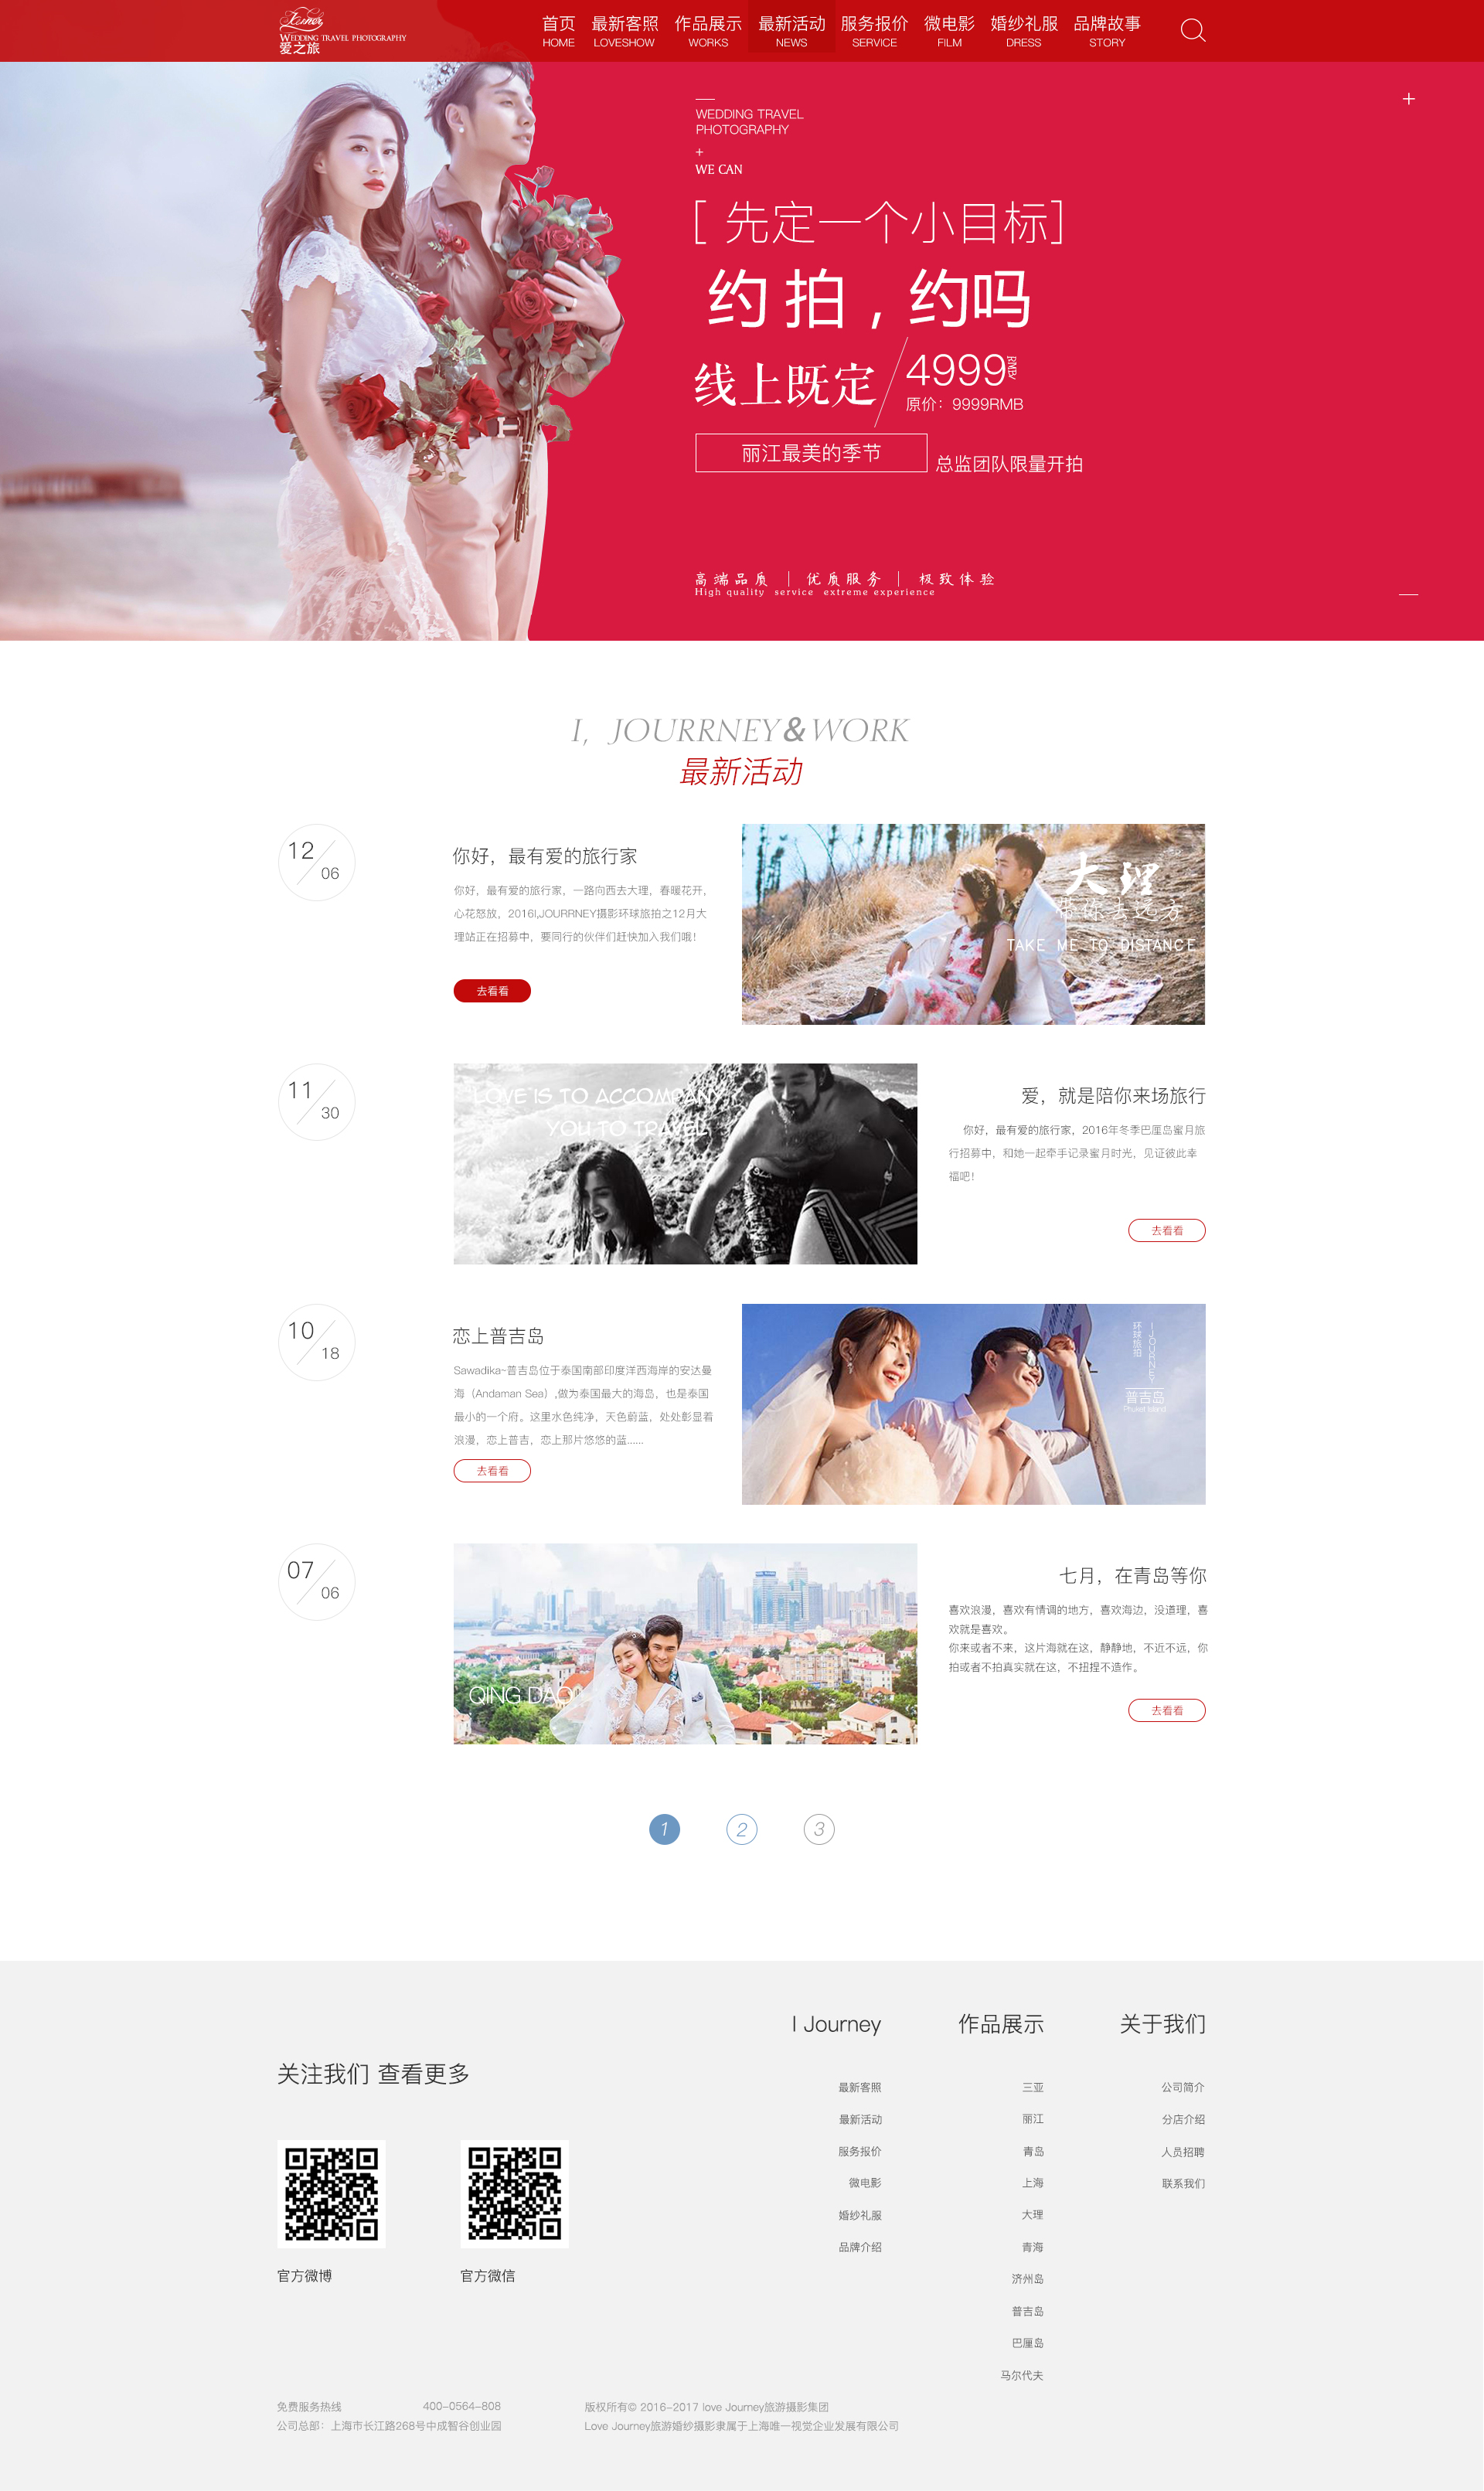 WEDDING TRAVEL PHOTOGRAPHY
爱之旅
首页 最新客照 作品展示 最新活动 服务报价 微电影 婚纱礼服 品牌故事
HOME LOVESHOW WORKS NEWS SERVICE FILM DRESS STORY
WEDDING TRAVEL
PHOTOGRAPHY
+
WE CAN
[ 先定一个小目标]
约拍,约吗
线上既定
4999RMB
原价：9999RMB
丽江最美的季节
总监团队限量开拍
高端品质 | 优质服务 | 极致体验
High quality service extreme experience
I, JOURRNEY&WORK
最新活动
12/06
你好，最有爱的旅行家
你好，最有爱的旅行家，一路向西去大理，春暖花开，
心花怒放，2016I,JOURRNEY摄影环球旅拍之12月大
理站正在招募中，要同行的伙伴们赶快加入我们哦！
去看看
大理
带你去远方
TAKE ME TO DISTANCE
11/30
LOVE IS TO ACCOMPANY
YOU TO TRAVEL
爱，就是陪你来场旅行
你好，最有爱的旅行家，2016年冬季巴厘岛蜜月旅
行招募中，和她一起牵手记录蜜月时光，见证彼此幸
福吧！
去看看
10/18
恋上普吉岛
Sawadika~普吉岛位于泰国南部印度洋西海岸的安达曼
海（Andaman Sea）,做为泰国最大的海岛，也是泰国
最小的一个府。这里水色纯净，天色蔚蓝，处处彰显着
浪漫，恋上普吉，恋上那片悠悠的蓝......
去看看
环球旅拍
I JOURNEY
普吉岛
Phuket Island
07/06
QING DAO
七月，在青岛等你
喜欢浪漫，喜欢有情调的地方，喜欢海边，没道理，喜
欢就是喜欢。
你来或者不来，这片海就在这，静静地，不近不远，你
拍或者不拍真实就在这，不扭捏不造作。
去看看
1 2 3
关注我们 查看更多
官方微博 官方微信
I Journey
最新客照
最新活动
服务报价
微电影
婚纱礼服
品牌介绍
作品展示
三亚
丽江
青岛
上海
大理
青海
济州岛
普吉岛
巴厘岛
马尔代夫
关于我们
公司简介
分店介绍
人员招聘
联系我们
免费服务热线 400-0564-808
公司总部：上海市长江路268号中成智谷创业园
版权所有© 2016-2017 love Journey旅游摄影集团
Love Journey旅游婚纱摄影隶属于上海唯一视觉企业发展有限公司